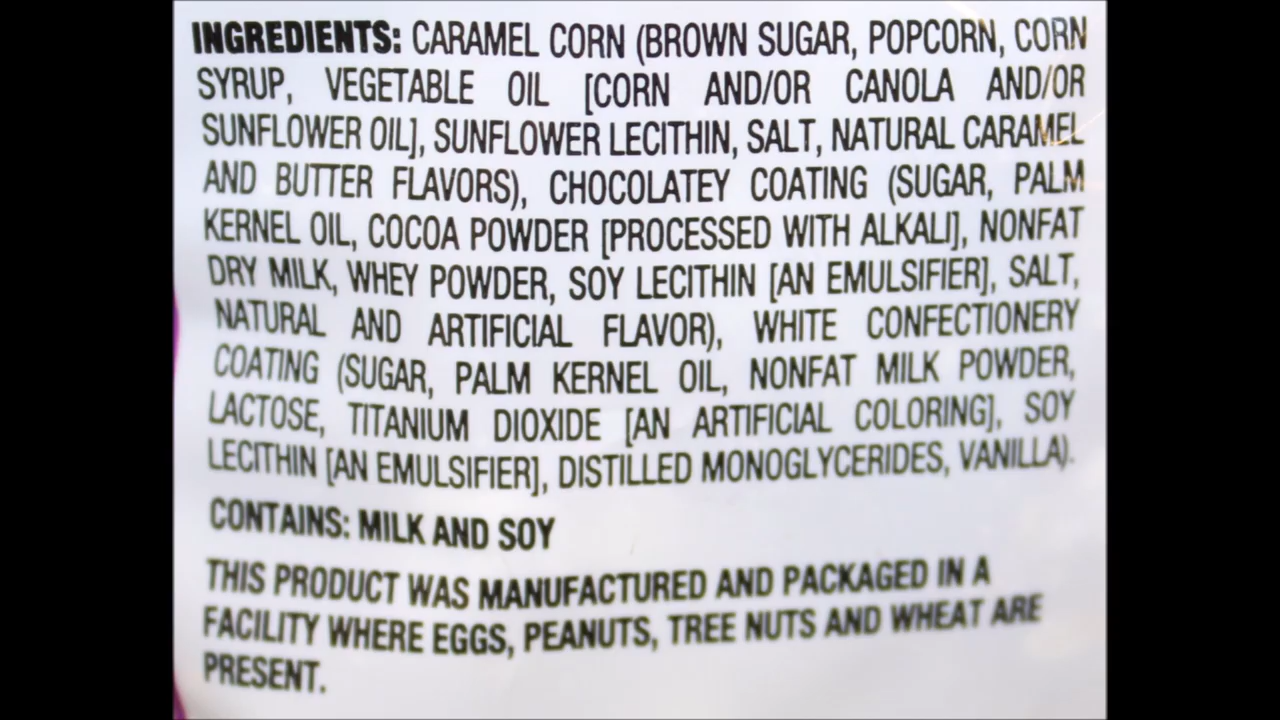 INGREDIENTS: CARAMEL CORN (BROWN SUGAR, POPCORN, CORN
SYRUP, VEGETABLE OIL [CORN AND/OR CANOLA AND/OR
SUNFLOWER OIL], SUNFLOWER LECITHIN, SALT, NATURAL CARAMEL
AND BUTTER FLAVORS), CHOCOLATEY COATING (SUGAR, PALM
KERNEL OIL, COCOA POWDER [PROCESSED WITH ALKALI], NONFAT
DRY MILK, WHEY POWDER, SOY LECITHIN [AN EMULSIFIER], SALT,
NATURAL AND ARTIFICIAL FLAVOR), WHITE CONFECTIONERY
COATING (SUGAR, PALM KERNEL OIL, NONFAT MILK POWDER,
LACTOSE, TITANIUM DIOXIDE [AN ARTIFICIAL COLORING], SOY
LECITHIN [AN EMULSIFIER], DISTILLED MONOGLYCERIDES, VANILLA).
CONTAINS: MILK AND SOY
THIS PRODUCT WAS MANUFACTURED AND PACKAGED IN A
FACILITY WHERE EGGS, PEANUTS, TREE NUTS AND WHEAT ARE
PRESENT.